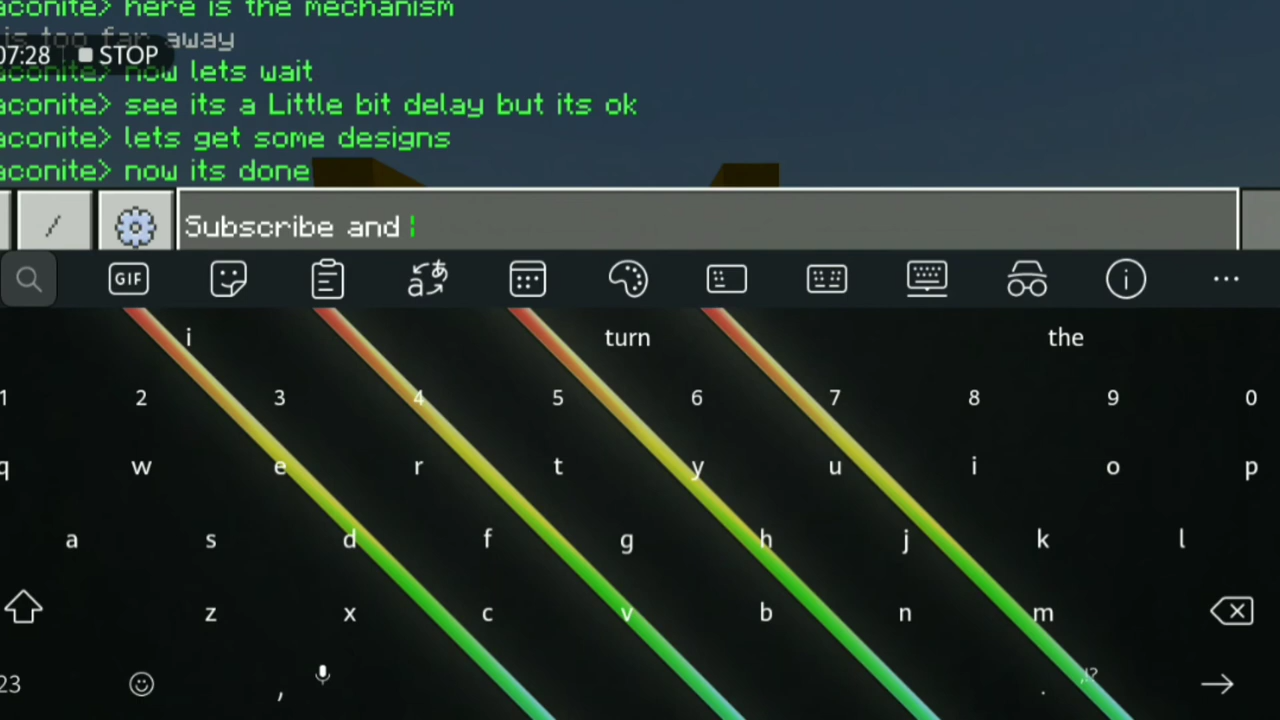 aconite> here is the mechanism
is too far away
07:28 STOP
aconite> now lets wait
aconite> see its a Little bit delay but its ok
aconite> lets get some designs
aconite> now its done
/
Subscribe and
GIF
a あ
i turn the
1 2 3 4 5 6 7 8 9 0
q w e r t y u i o p
a s d f g h j k l
z x c v b n m
23 , . ,!?